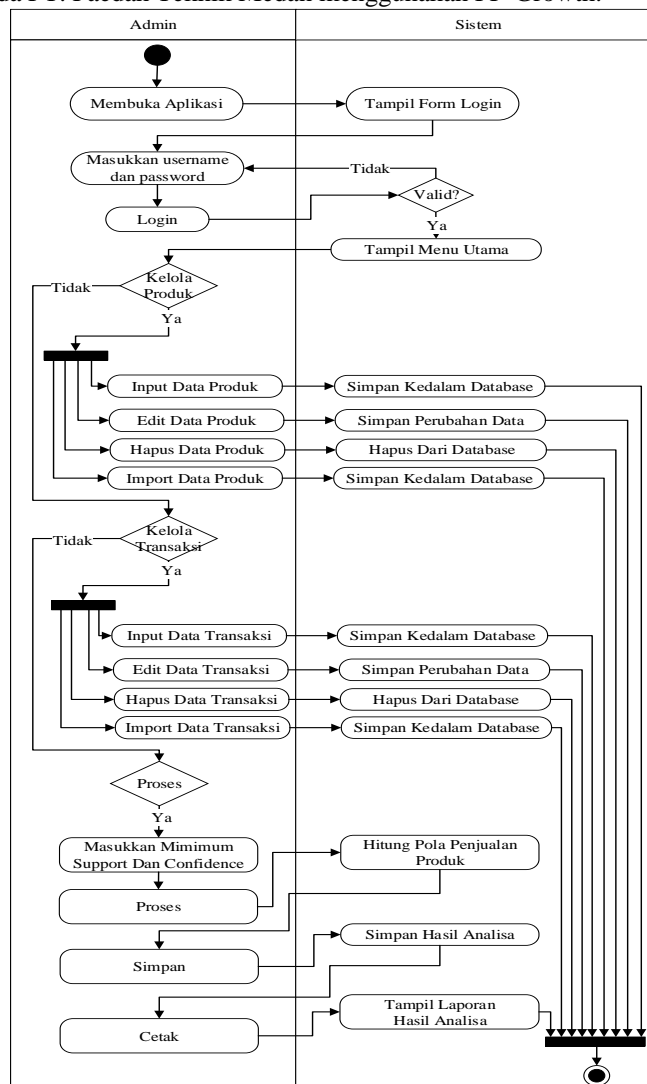 Admin
Sistem
Membuka Aplikasi
Tampil Form Login
Masukkan username
dan password
Tidak
Valid?
Login
Ya
Tampil Menu Utama
Kelola
Produk
Tidak
Ya
Input Data Produk
Simpan Kedalam Database
Edit Data Produk
Simpan Perubahan Data
Hapus Data Produk
Hapus Dari Database
Import Data Produk
Simpan Kedalam Database
Kelola
Transaksi
Tidak
Ya
Input Data Transaksi
Simpan Kedalam Database
Edit Data Transaksi
Simpan Perubahan Data
Hapus Data Transaksi
Hapus Dari Database
Import Data Transaksi
Simpan Kedalam Database
Proses
Ya
Masukkan Mimimum
Support Dan Confidence
Hitung Pola Penjualan
Produk
Proses
Simpan Hasil Analisa
Simpan
Tampil Laporan
Hasil Analisa
Cetak